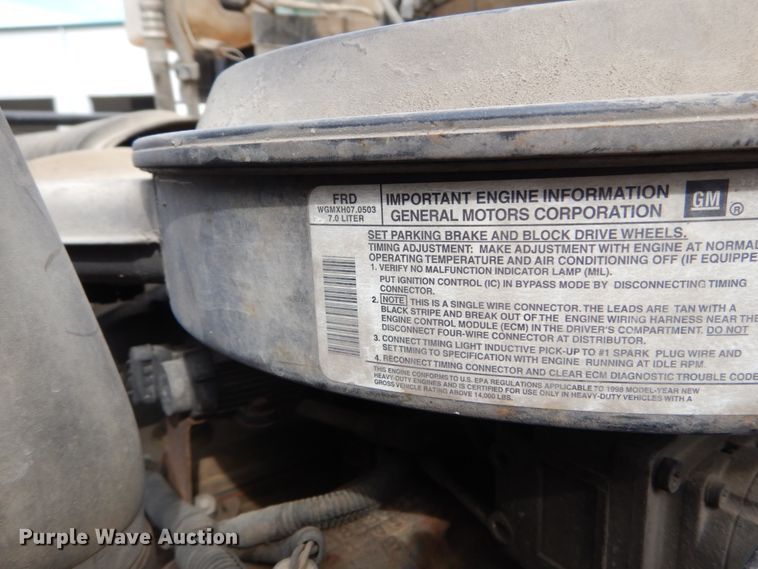 FRD
WGMXH07.0503
7.0 LITER
IMPORTANT ENGINE INFORMATION
GENERAL MOTORS CORPORATION
GM ®
SET PARKING BRAKE AND BLOCK DRIVE WHEELS.
TIMING ADJUSTMENT: MAKE ADJUSTMENT WITH ENGINE AT NORMAL
OPERATING TEMPERATURE AND AIR CONDITIONING OFF (IF EQUIPPE
1. VERIFY NO MALFUNCTION INDICATOR LAMP (MIL).
PUT IGNITION CONTROL (IC) IN BYPASS MODE BY DISCONNECTING TIMING
CONNECTOR.
2. NOTE THIS IS A SINGLE WIRE CONNECTOR. THE LEADS ARE TAN WITH A
BLACK STRIPE AND BREAK OUT OF THE ENGINE WIRING HARNESS NEAR THE
ENGINE CONTROL MODULE (ECM) IN THE DRIVER'S COMPARTMENT. DO NOT
DISCONNECT FOUR-WIRE CONNECTOR AT DISTRIBUTOR.
3. CONNECT TIMING LIGHT INDUCTIVE PICK-UP TO #1 SPARK PLUG WIRE AND
SET TIMING TO SPECIFICATION WITH ENGINE RUNNING AT IDLE RPM.
4. RECONNECT TIMING CONNECTOR AND CLEAR ECM DIAGNOSTIC TROUBLE CODE
THIS ENGINE CONFORMS TO U.S. EPA REGULATIONS APPLICABLE TO 1998 MODEL-YEAR NEW
HEAVY-DUTY ENGINES AND IS CERTIFIED FOR USE ONLY IN HEAVY-DUTY VEHICLES WITH A
GROSS VEHICLE RATING ABOVE 14,000 LBS.
Purple Wave Auction